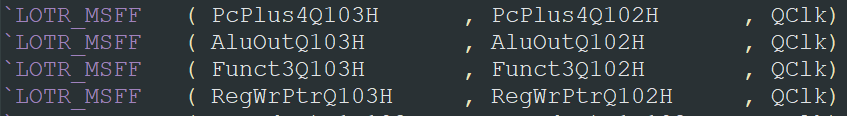 `LOTR_MSFF ( PcPlus4Q103H , PcPlus4Q102H , QClk)
`LOTR_MSFF ( AluOutQ103H , AluOutQ102H , QClk)
`LOTR_MSFF ( Funct3Q103H , Funct3Q102H , QClk)
`LOTR_MSFF ( RegWrPtrQ103H , RegWrPtrQ102H , QClk)